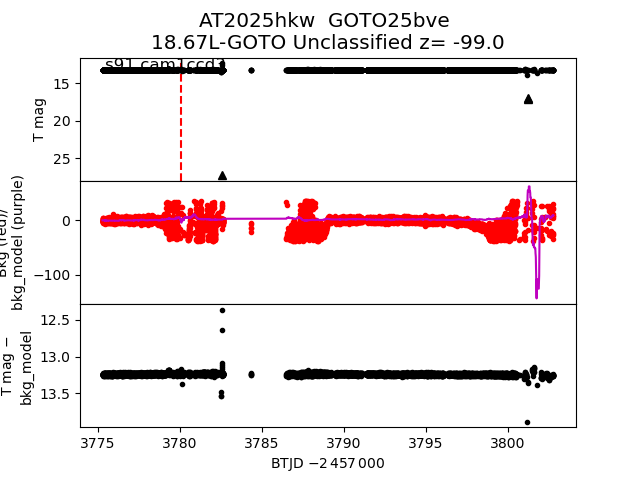 AT2025hkw  GOTO25bve
18.67L-GOTO Unclassified z= -99.0
s91 cam1ccd3
15
20
25
T mag
0
−100
Bkg (red)/
bkg_model (purple)
12.5
13.0
13.5
T mag −
bkg_model
3775
3780
3785
3790
3795
3800
BTJD −2 457 000